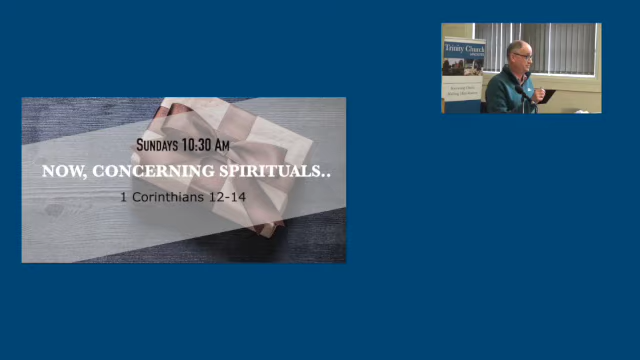 Sundays 10:30 Am
NOW, CONCERNING SPIRITUALS..
1 Corinthians 12-14
Trinity Church